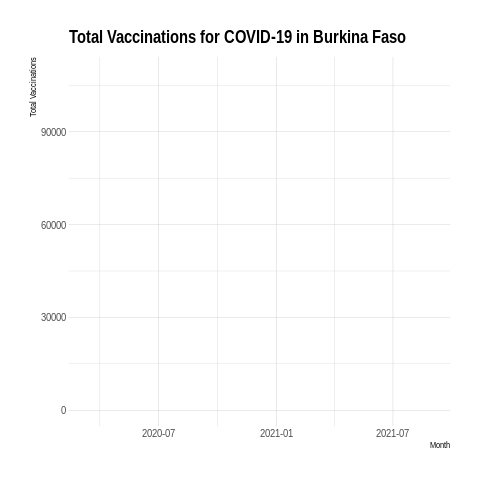 Total Vaccinations for COVID-19 in Burkina Faso
Total Vaccinations
90000
60000
30000
0
2020-07 2021-01 2021-07
Month